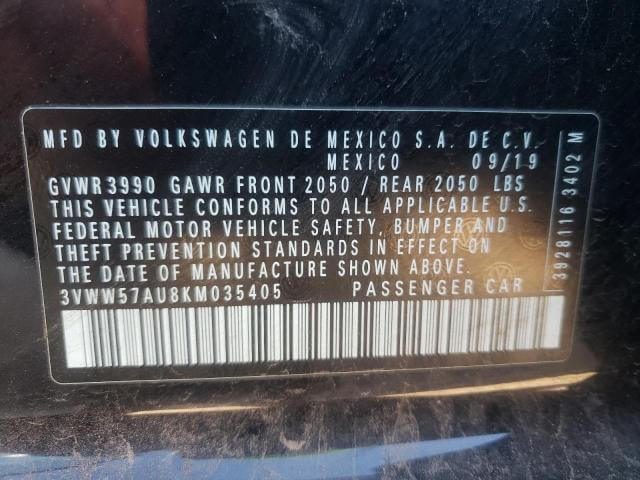 MFD BY VOLKSWAGEN DE MEXICO S.A. DE C.V.
MEXICO 09/19
GVWR3990 GAWR FRONT 2050 / REAR 2050 LBS
THIS VEHICLE CONFORMS TO ALL APPLICABLE U.S.
FEDERAL MOTOR VEHICLE SAFETY, BUMPER AND
THEFT PREVENTION STANDARDS IN EFFECT ON
THE DATE OF MANUFACTURE SHOWN ABOVE.
3VWW57AU8KM035405 PASSENGER CAR
3928116 3402 M